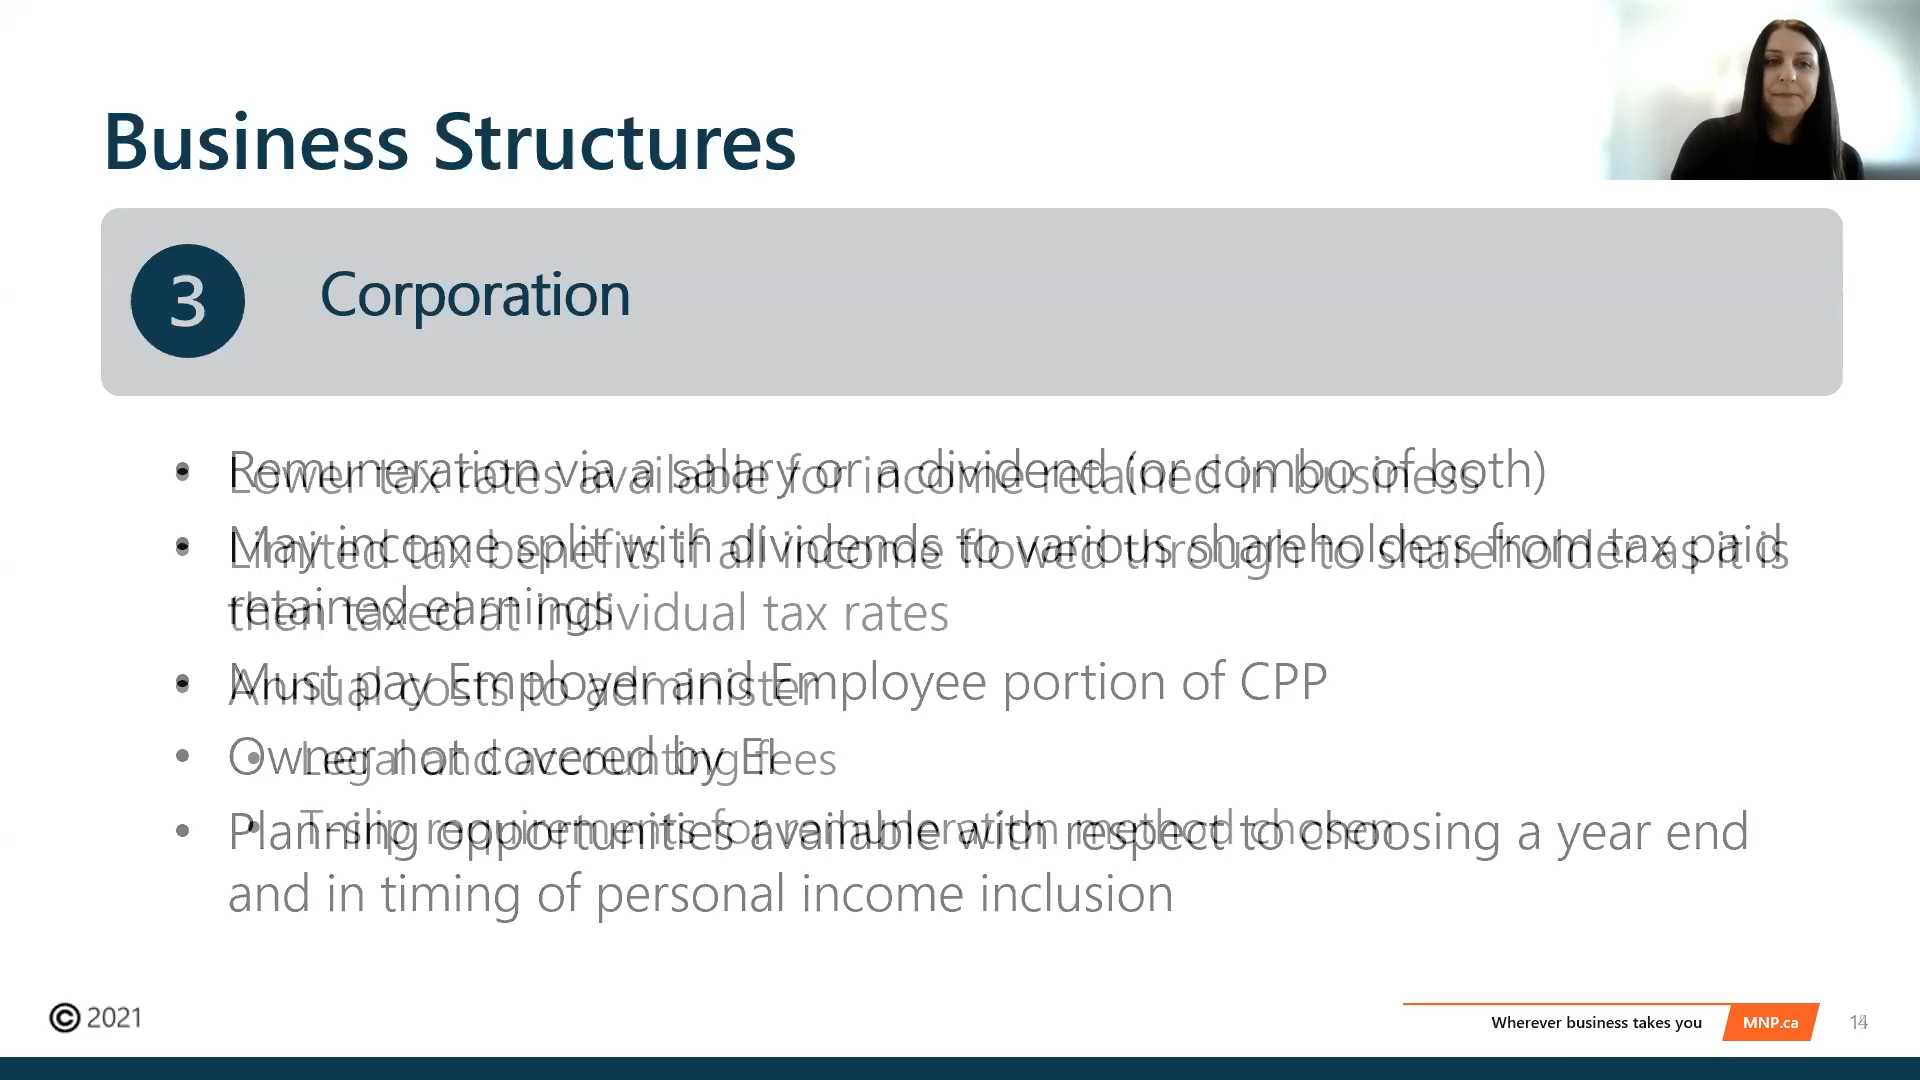 Business Structures
3
Corporation
• Remuneration via a salary or a dividend (or combo of both)
• May income split with dividends to various shareholders from tax paid
retained earnings
• Must pay Employer and Employee portion of CPP
• Owner not covered by EI
• Planning opportunities available with respect to choosing a year end
and in timing of personal income inclusion
• Lower tax rates available for income retained in business
• Limited tax benefits if all income flowed through to shareholder as it is
then taxed at individual tax rates
• Annual costs to administer
• Legal and accounting fees
• T-slip requirements for remuneration method chosen
© 2021
Wherever business takes you
MNP.ca